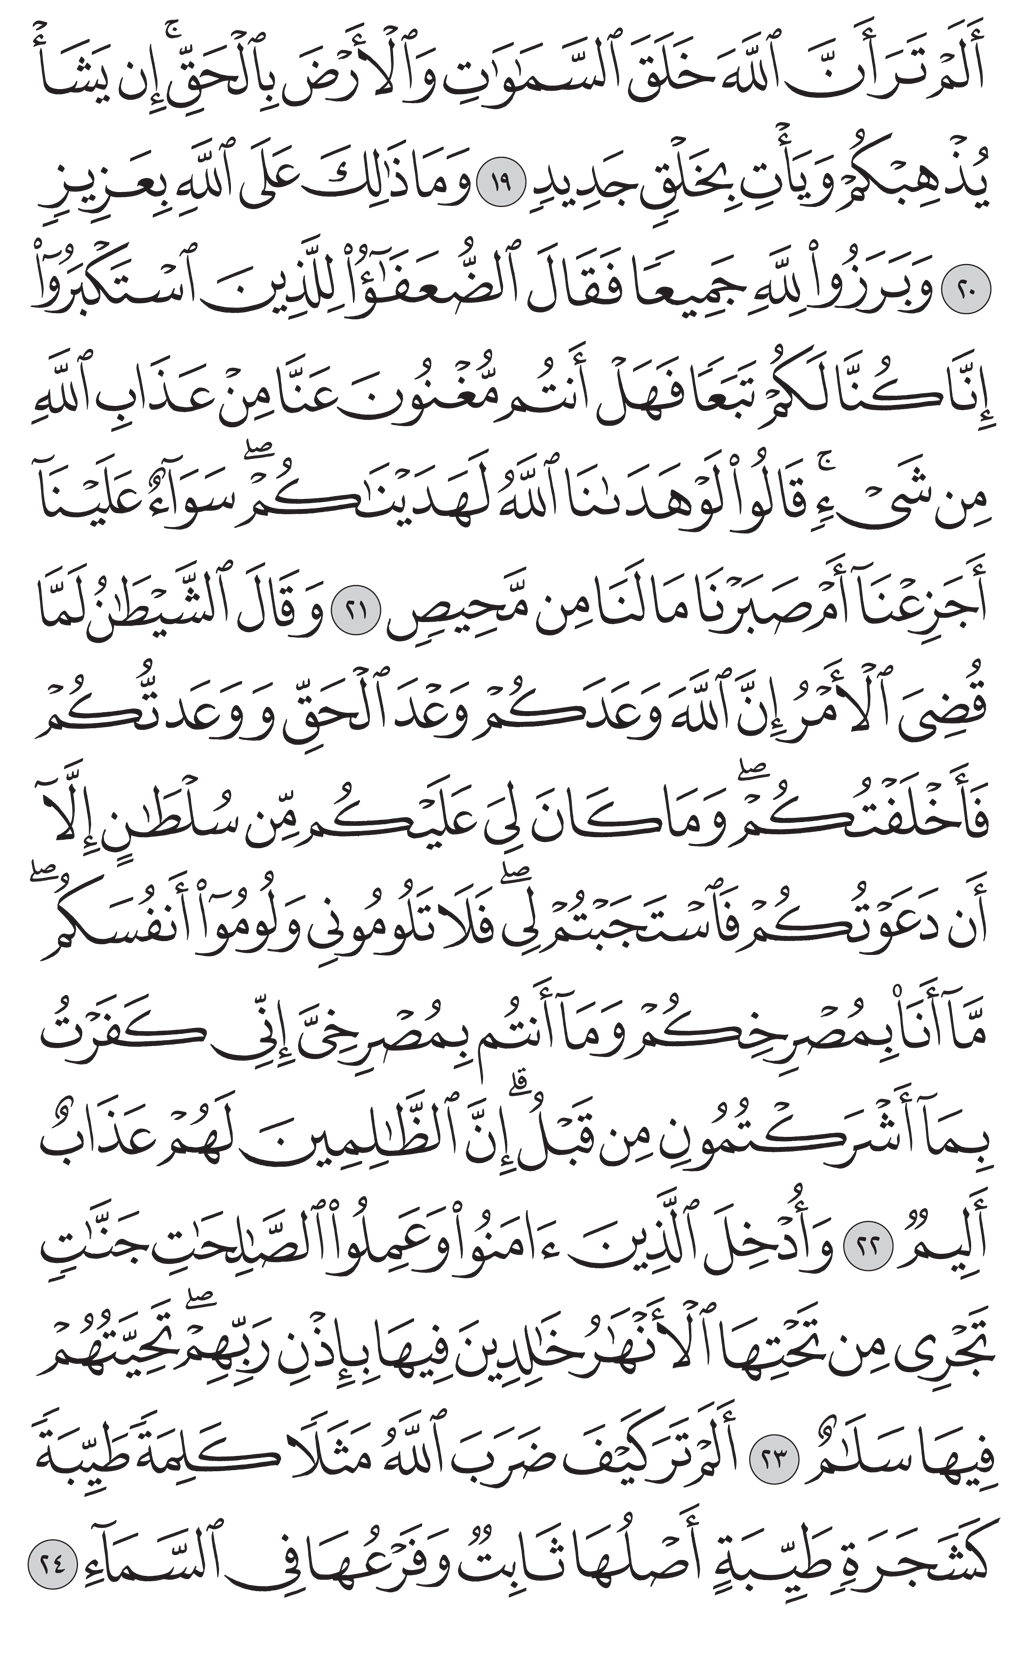 أَلَمْ تَرَ أَنَّ ٱللَّهَ خَلَقَ ٱلسَّمَٰوَٰتِ وَٱلْأَرْضَ بِٱلْحَقِّ ۚ إِن يَشَأْ
يُذْهِبْكُمْ وَيَأْتِ بِخَلْقٍ جَدِيدٍ ١٩ وَمَا ذَٰلِكَ عَلَى ٱللَّهِ بِعَزِيزٍ
٢٠ وَبَرَزُوا۟ لِلَّهِ جَمِيعًا فَقَالَ ٱلضُّعَفَٰٓؤُا۟ لِلَّذِينَ ٱسْتَكْبَرُوٓا۟
إِنَّا كُنَّا لَكُمْ تَبَعًا فَهَلْ أَنتُم مُّغْنُونَ عَنَّا مِنْ عَذَابِ ٱللَّهِ
مِن شَىْءٍ ۚ قَالُوا۟ لَوْ هَدَىٰنَا ٱللَّهُ لَهَدَيْنَٰكُمْ ۖ سَوَآءٌ عَلَيْنَآ
أَجَزِعْنَآ أَمْ صَبَرْنَا مَا لَنَا مِن مَّحِيصٍ ٢١ وَقَالَ ٱلشَّيْطَٰنُ لَمَّا
قُضِىَ ٱلْأَمْرُ إِنَّ ٱللَّهَ وَعَدَكُمْ وَعْدَ ٱلْحَقِّ وَوَعَدتُّكُمْ
فَأَخْلَفْتُكُمْ ۖ وَمَا كَانَ لِىَ عَلَيْكُم مِّن سُلْطَٰنٍ إِلَّآ
أَن دَعَوْتُكُمْ فَٱسْتَجَبْتُمْ لِى ۖ فَلَا تَلُومُونِى وَلُومُوٓا۟ أَنفُسَكُم ۖ
مَّآ أَنَا۠ بِمُصْرِخِكُمْ وَمَآ أَنتُم بِمُصْرِخِىَّ إِنِّى كَفَرْتُ
بِمَآ أَشْرَكْتُمُونِ مِن قَبْلُ ۗ إِنَّ ٱلظَّٰلِمِينَ لَهُمْ عَذَابٌ
أَلِيمٌ ٢٢ وَأُدْخِلَ ٱلَّذِينَ ءَامَنُوا۟ وَعَمِلُوا۟ ٱلصَّٰلِحَٰتِ جَنَّٰتٍ
تَجْرِى مِن تَحْتِهَا ٱلْأَنْهَٰرُ خَٰلِدِينَ فِيهَا بِإِذْنِ رَبِّهِمْ ۖ تَحِيَّتُهُمْ
فِيهَا سَلَٰمٌ ٢٣ أَلَمْ تَرَ كَيْفَ ضَرَبَ ٱللَّهُ مَثَلًا كَلِمَةً طَيِّبَةً
كَشَجَرَةٍ طَيِّبَةٍ أَصْلُهَا ثَابِتٌ وَفَرْعُهَا فِى ٱلسَّمَآءِ ٢٤